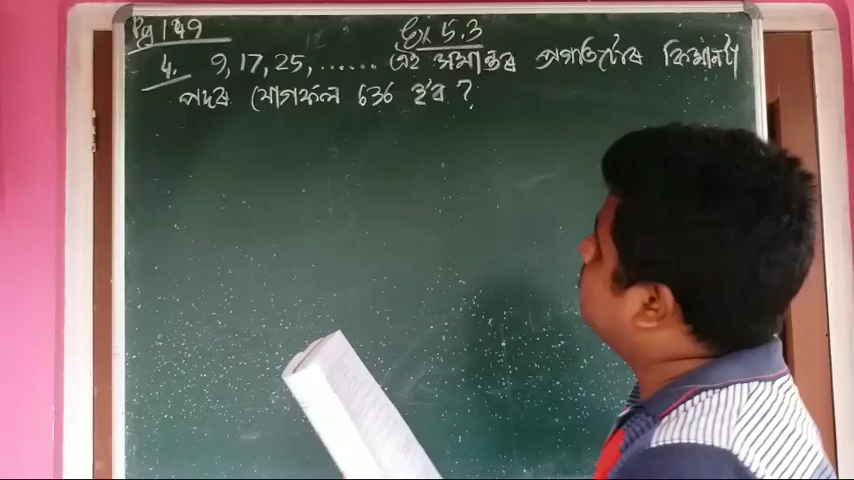 Pg 149
Ex 5.3
4. 9, 17, 25, ...... এই সমান্তৰ প্ৰগতিটোৰ কিমানটা
পদৰ যোগফল 636 হ'ব ?